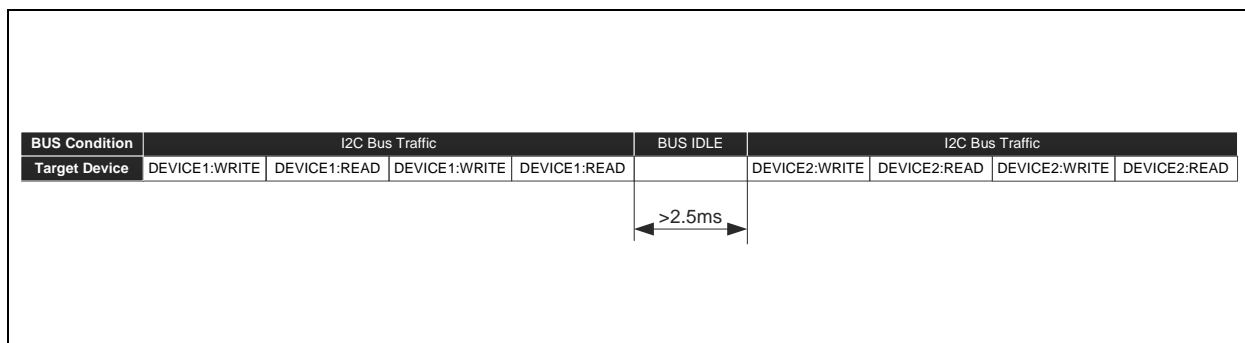 BUS Condition I2C Bus Traffic BUS IDLE I2C Bus Traffic
Target Device DEVICE1:WRITE DEVICE1:READ DEVICE1:WRITE DEVICE1:READ DEVICE2:WRITE DEVICE2:READ DEVICE2:WRITE DEVICE2:READ
>2.5ms